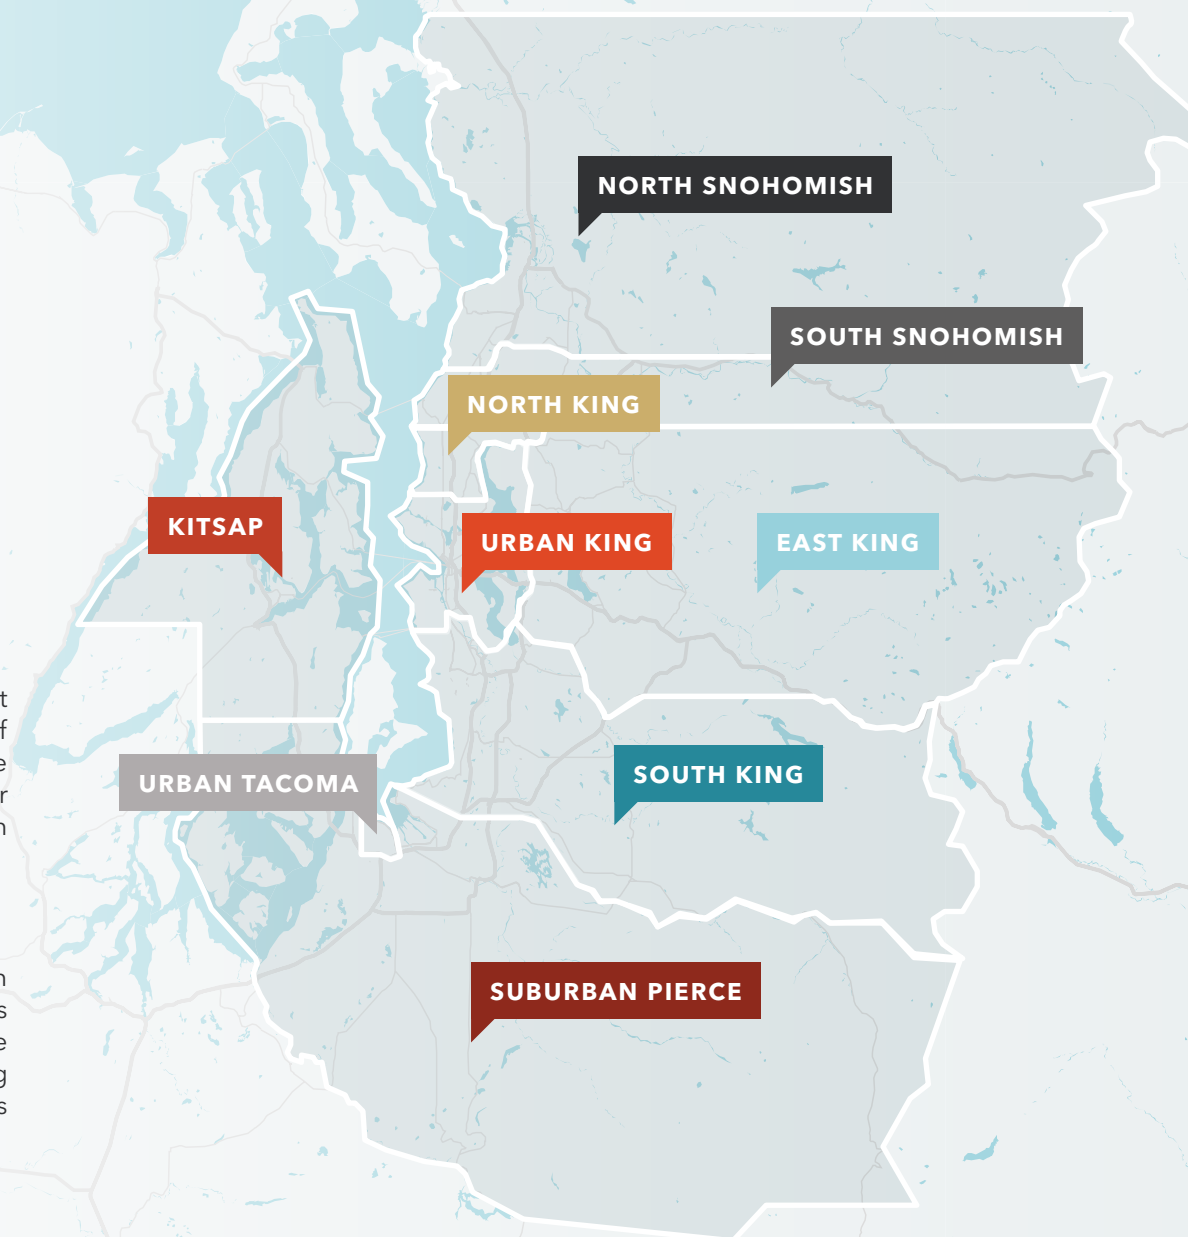 NORTH SNOHOMISH
SOUTH SNOHOMISH
NORTH KING
KITSAP
URBAN KING
EAST KING
URBAN TACOMA
SOUTH KING
SUBURBAN PIERCE